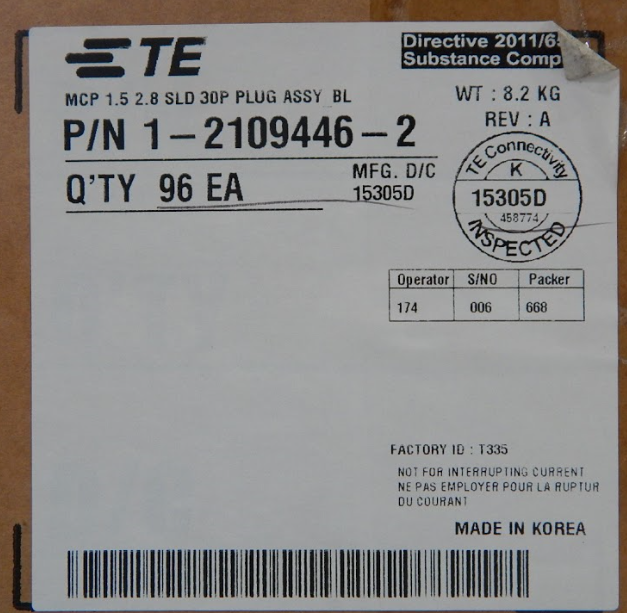 TE
Directive 2011/6
Substance Comp
MCP 1.5 2.8 SLD 30P PLUG ASSY BL
WT : 8.2 KG
P/N 1-2109446-2
REV : A
Q'TY 96 EA
MFG. D/C
15305D
TE Connectivity
K
15305D
458774
INSPECTED
Operator S/NO Packer
174 006 668
FACTORY ID : T335
NOT FOR INTERRUPTING CURRENT
NE PAS EMPLOYER POUR LA RUPTUR
DU COURANT
MADE IN KOREA